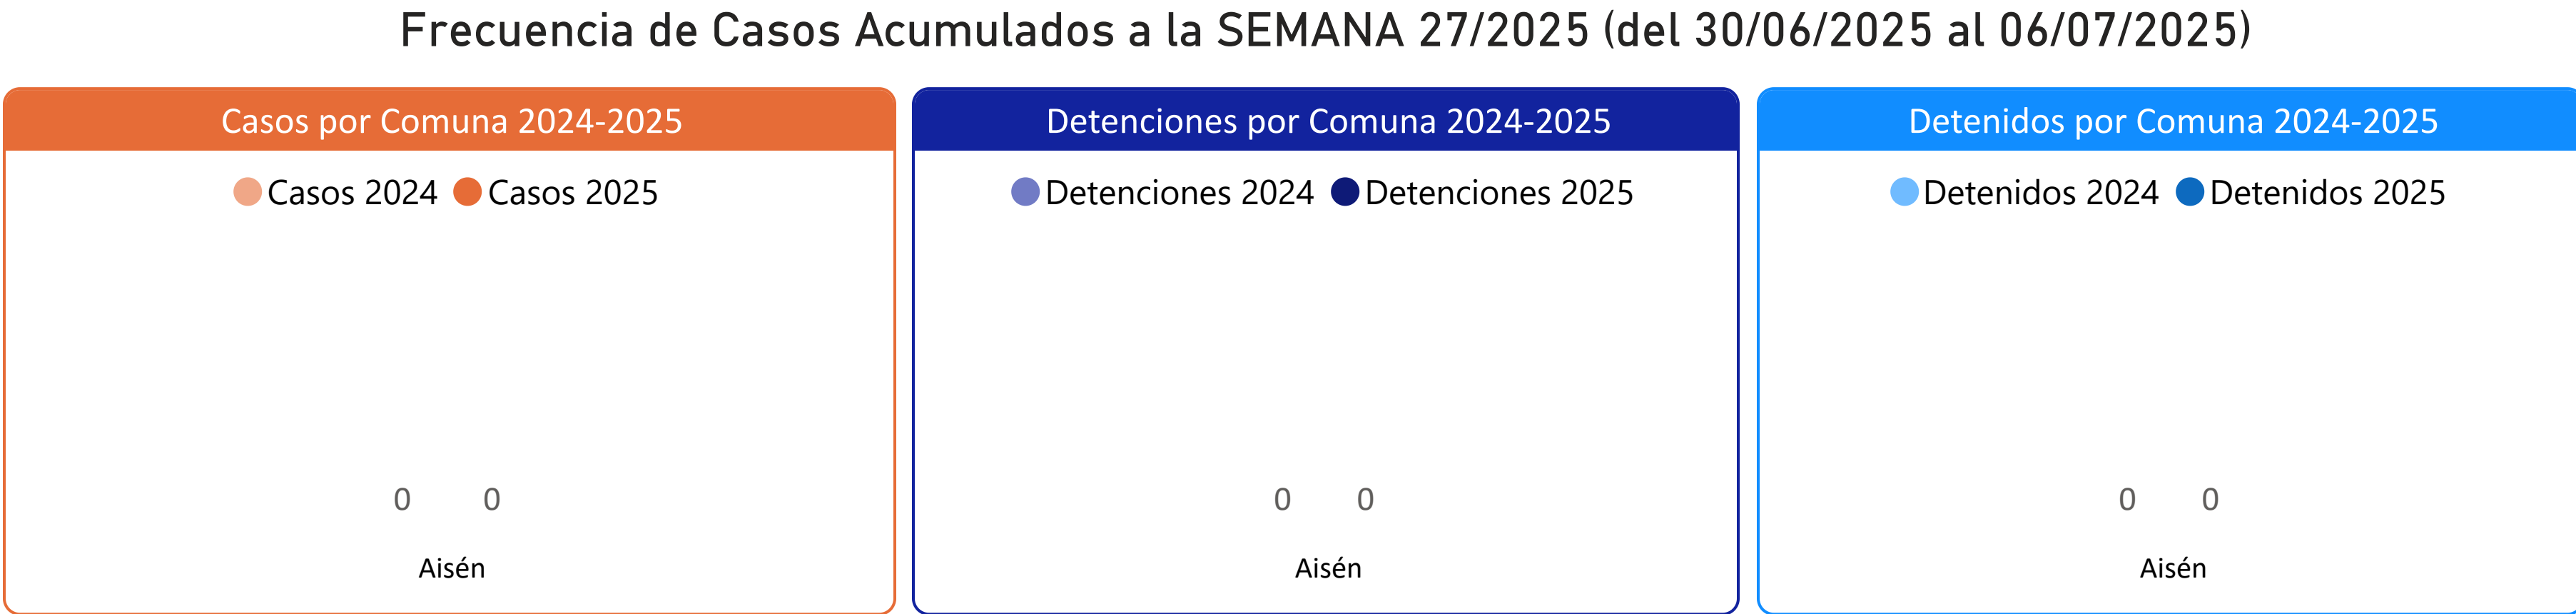 Frecuencia de Casos Acumulados a la SEMANA 27/2025 (del 30/06/2025 al 06/07/2025)
Casos por Comuna 2024-2025
Casos 2024 Casos 2025
0 0
Aisén
Detenciones por Comuna 2024-2025
Detenciones 2024 Detenciones 2025
0 0
Aisén
Detenidos por Comuna 2024-2025
Detenidos 2024 Detenidos 2025
0 0
Aisén